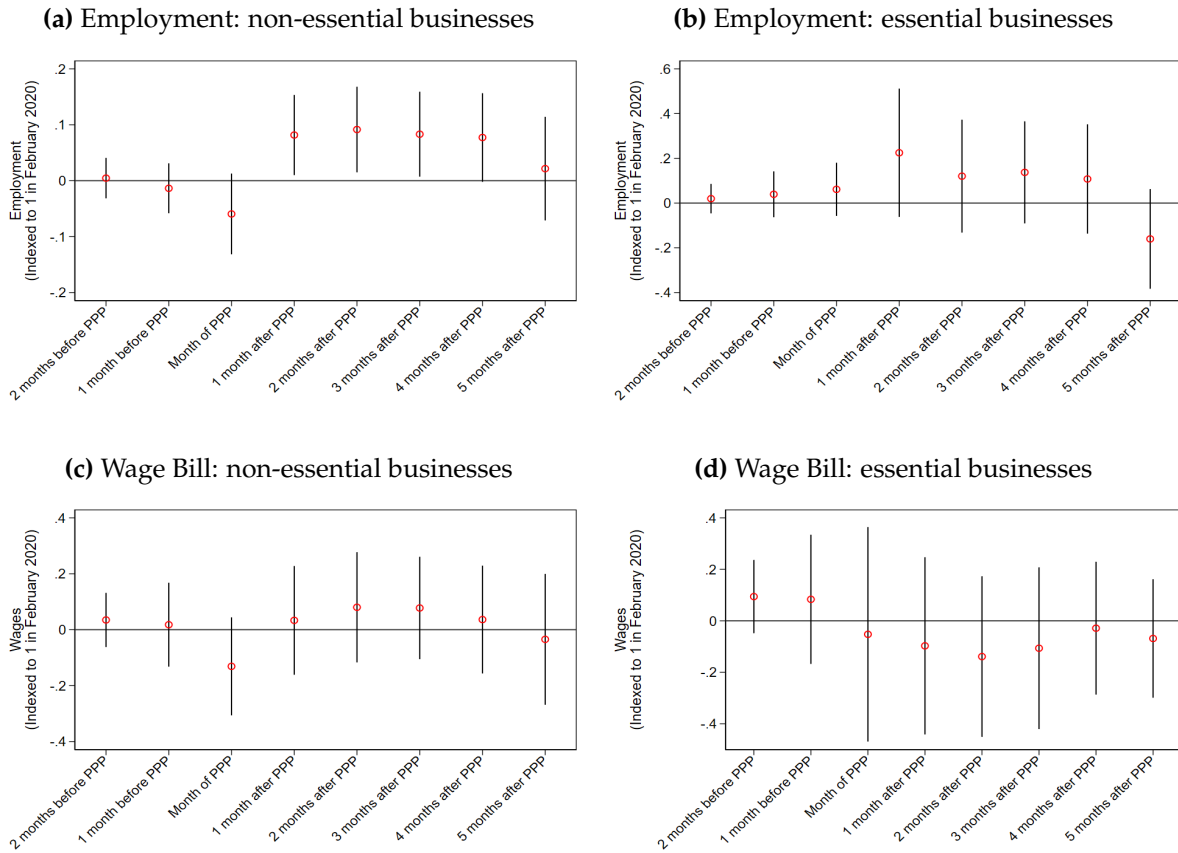 (a) Employment: non-essential businesses
Employment
(Indexed to 1 in February 2020)
.2
.1
0
-.1
-.2
2 months before PPP
1 month before PPP
Month of PPP
1 month after PPP
2 months after PPP
3 months after PPP
4 months after PPP
5 months after PPP
(b) Employment: essential businesses
Employment
(Indexed to 1 in February 2020)
.6
.4
.2
0
-.2
-.4
2 months before PPP
1 month before PPP
Month of PPP
1 month after PPP
2 months after PPP
3 months after PPP
4 months after PPP
5 months after PPP
(c) Wage Bill: non-essential businesses
Wages
(Indexed to 1 in February 2020)
.4
.2
0
-.2
-.4
2 months before PPP
1 month before PPP
Month of PPP
1 month after PPP
2 months after PPP
3 months after PPP
4 months after PPP
5 months after PPP
(d) Wage Bill: essential businesses
Wages
(Indexed to 1 in February 2020)
.4
.2
0
-.2
-.4
2 months before PPP
1 month before PPP
Month of PPP
1 month after PPP
2 months after PPP
3 months after PPP
4 months after PPP
5 months after PPP